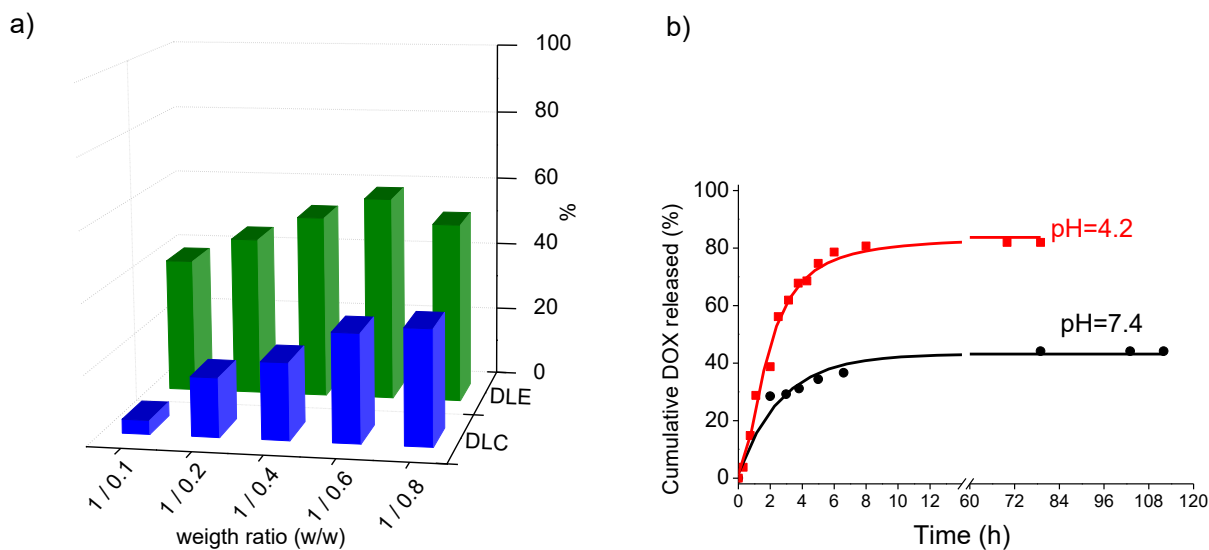 a)
100
80
60
%
40
20
0
DLE
DLC
1 / 0.1
1 / 0.2
1 / 0.4
1 / 0.6
1 / 0.8
weigth ratio (w/w)
b)
Cumulative DOX released (%)
100
80
60
40
20
0
pH=4.2
pH=7.4
0 2 4 6 8 10 12 60 72 84 96 108 120
Time (h)